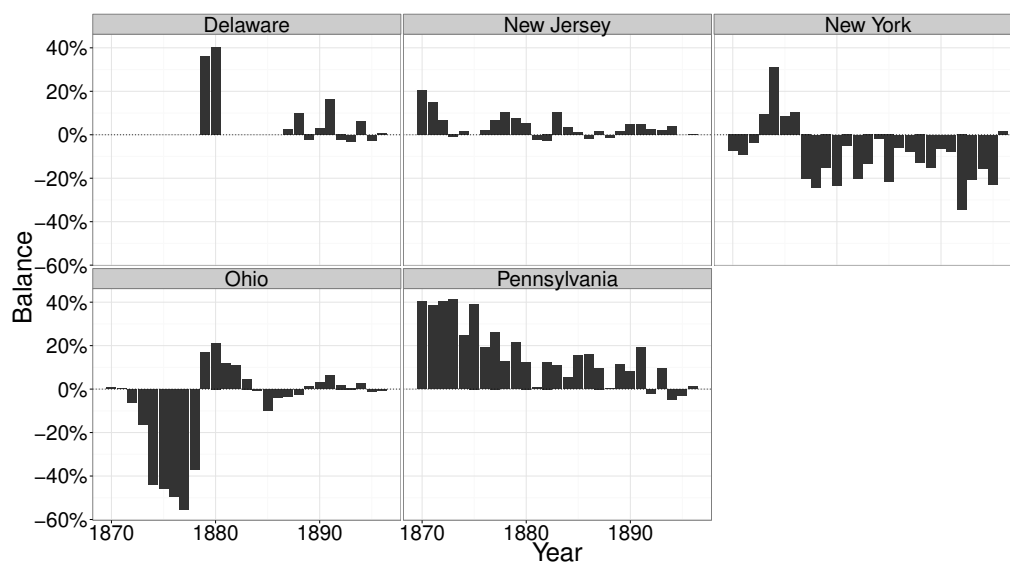 Delaware
New Jersey
New York
40%
20%
0%
−20%
−40%
−60%
Ohio
Pennsylvania
40%
20%
0%
−20%
−40%
−60%
1870
1880
1890
1870
1880
1890
Balance
Year